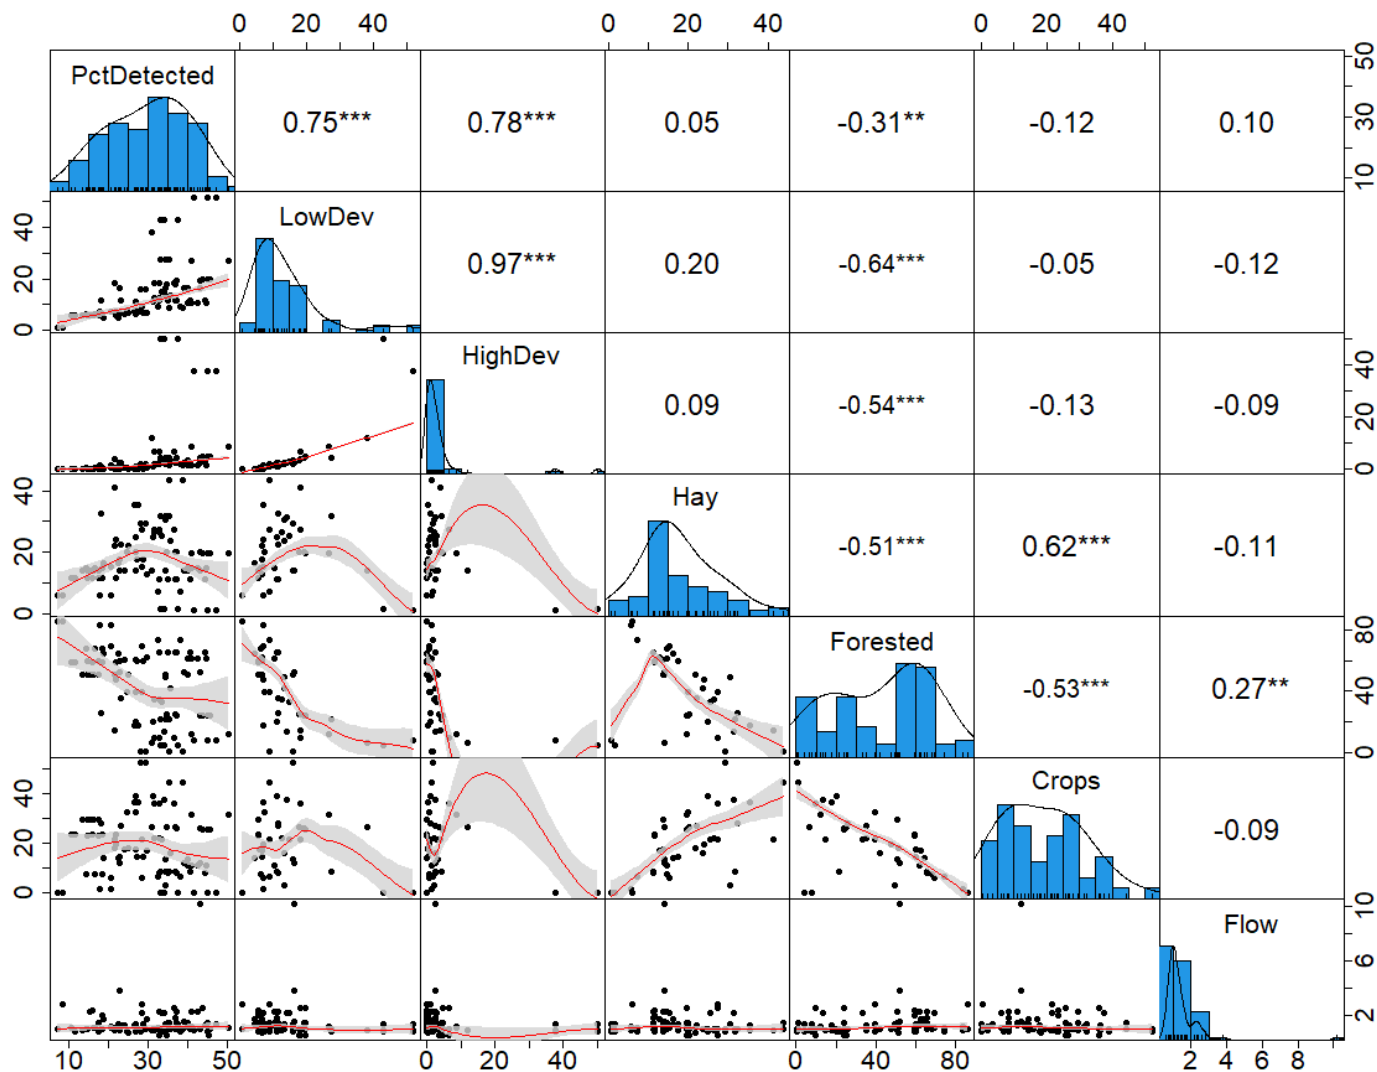 0 20 40 0 20 40 0 20 40
PctDetected 0.75*** 0.78*** 0.05 -0.31** -0.12 0.10 10 30 50
0 20 40 LowDev 0.97*** 0.20 -0.64*** -0.05 -0.12
HighDev 0.09 -0.54*** -0.13 -0.09 0 20 40
0 20 40 Hay -0.51*** 0.62*** -0.11
Forested -0.53*** 0.27** 0 40 80
0 20 40 Crops -0.09
Flow 2 6 10
10 30 50 0 20 40 0 40 80 2 4 6 8